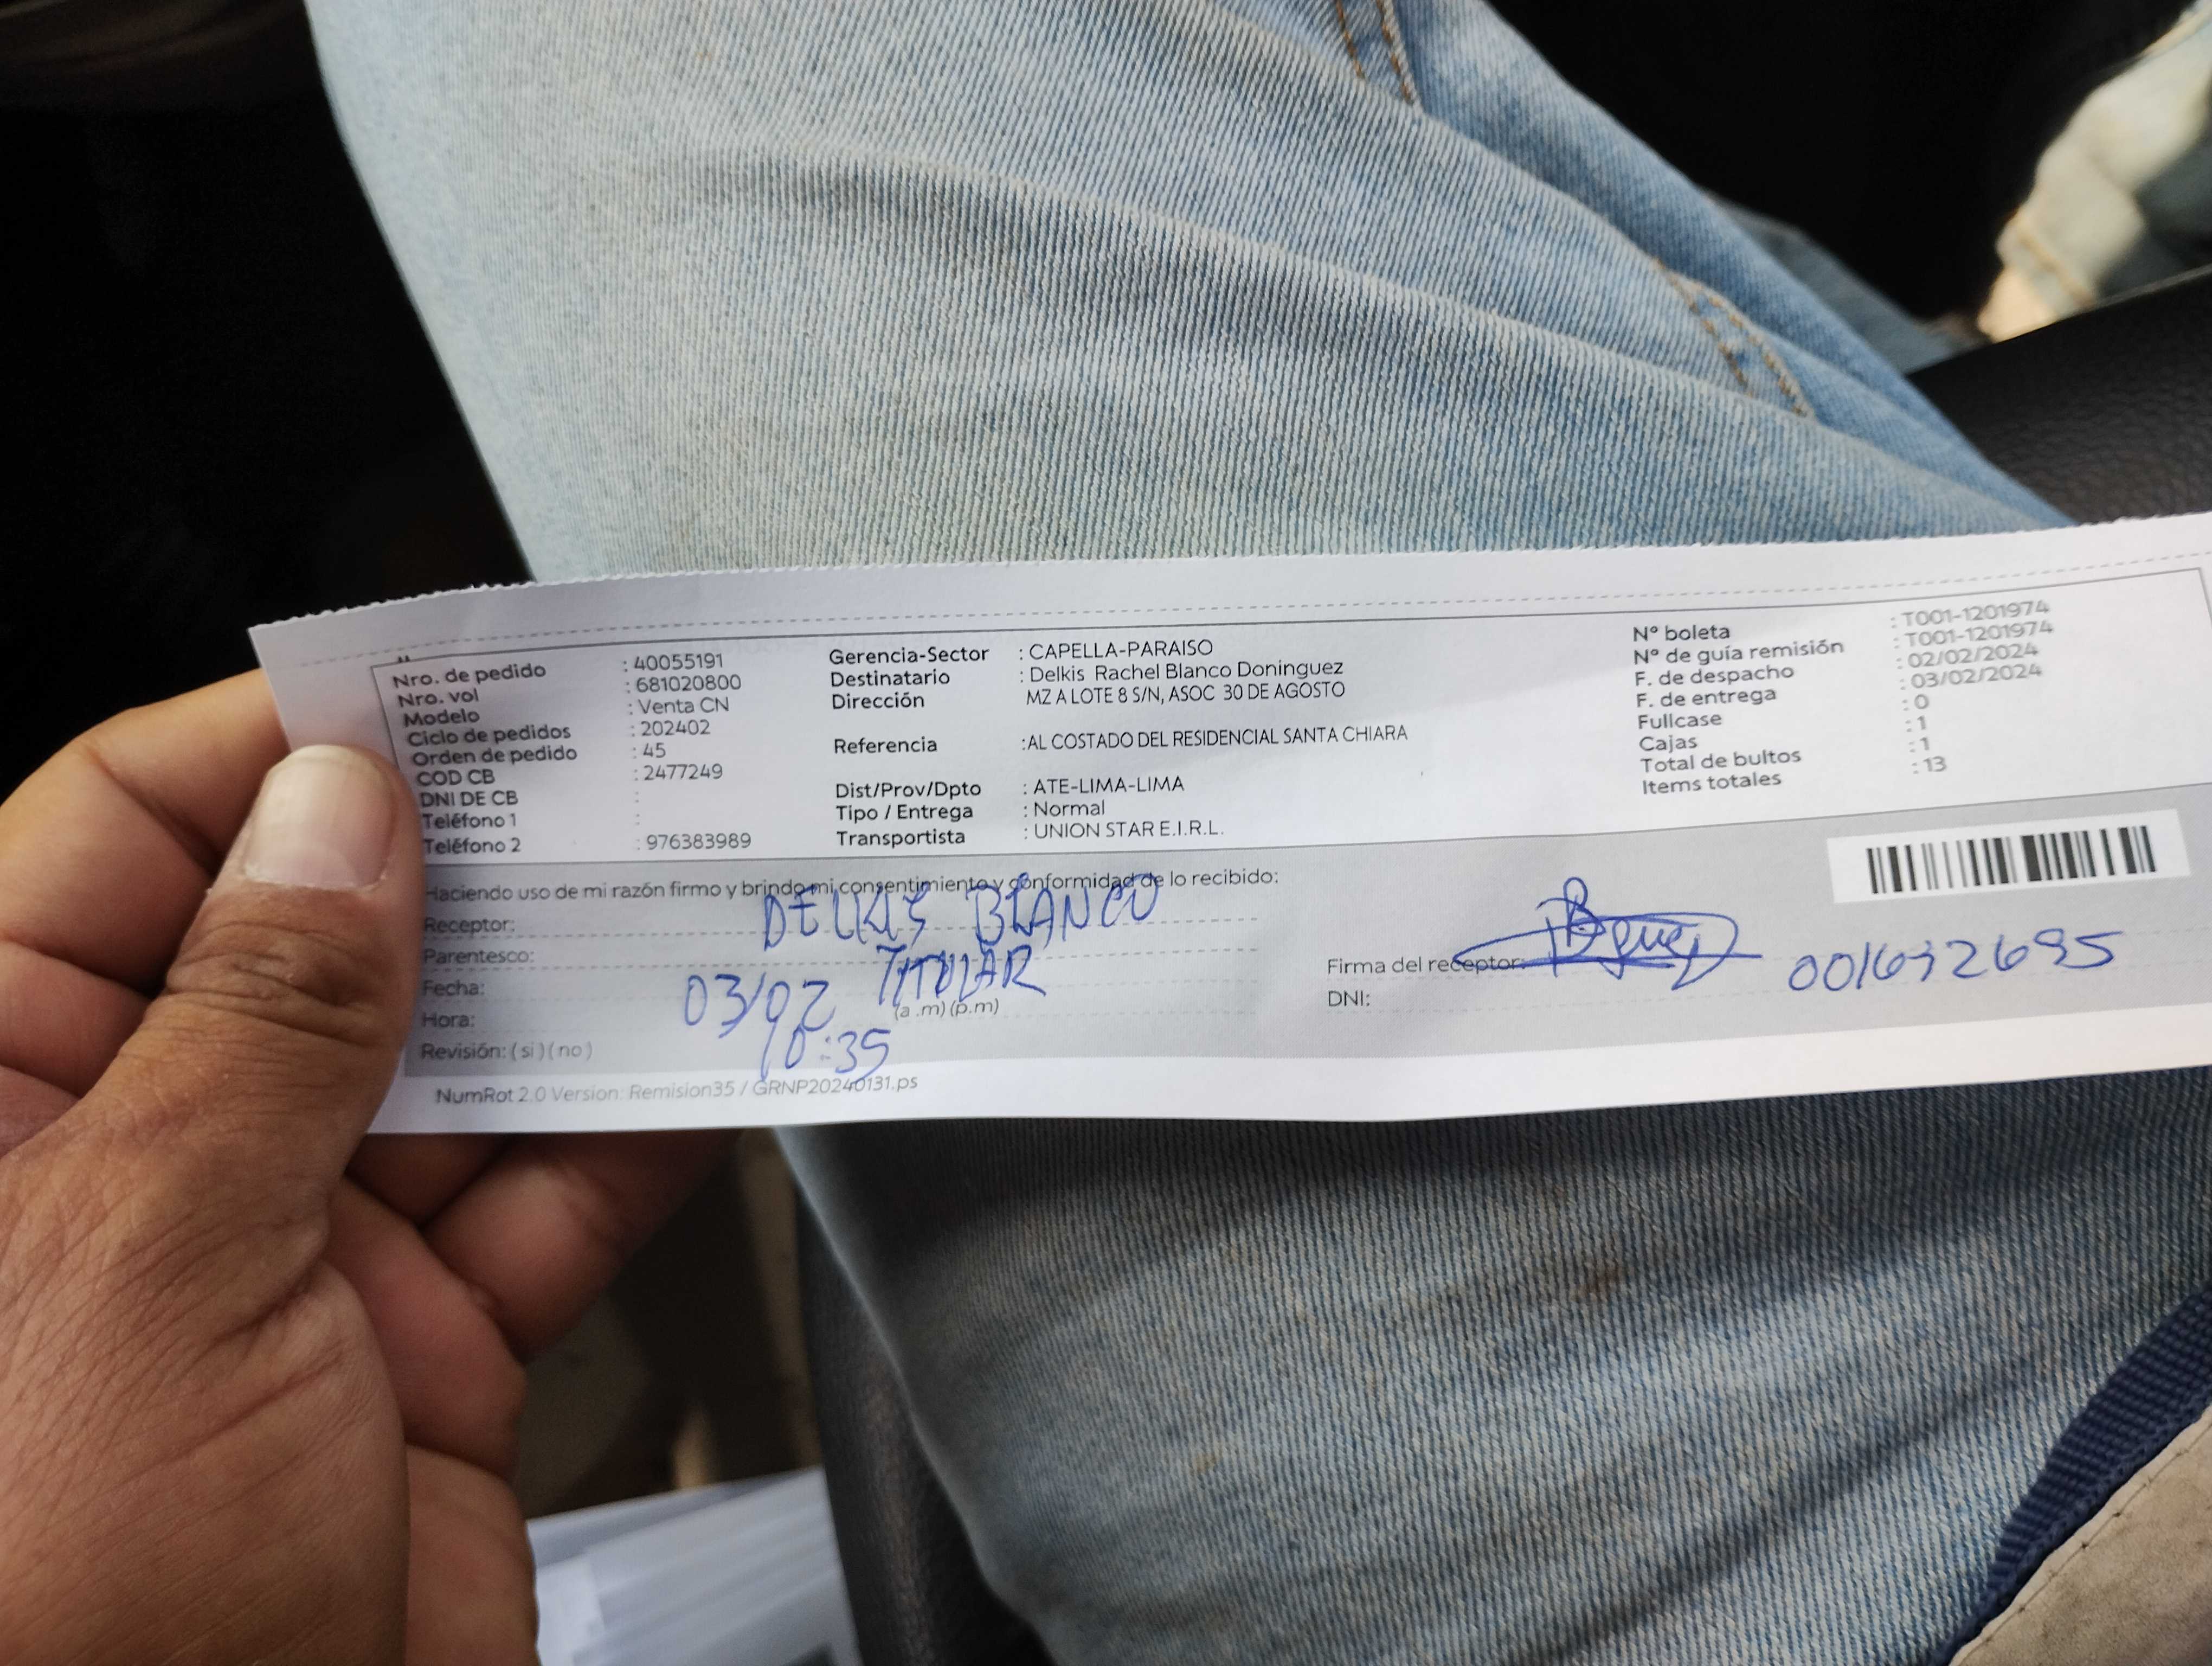 Nro. de pedido : 40055191
Nro. vol : 681020800
Modelo : Venta CN
Ciclo de pedidos : 202402
Orden de pedido : 45
COD CB : 2477249
DNI DE CB :
Teléfono 1 :
Teléfono 2 : 976383989
Gerencia-Sector : CAPELLA-PARAISO
Destinatario : Delkis Rachel Blanco Doninguez
Dirección MZ A LOTE 8 S/N, ASOC 30 DE AGOSTO
Referencia :AL COSTADO DEL RESIDENCIAL SANTA CHIARA
Dist/Prov/Dpto : ATE-LIMA-LIMA
Tipo / Entrega : Normal
Transportista : UNION STAR E.I.R.L.
Nº boleta : T001-1201974
Nº de guía remisión : T001-1201974
F. de despacho : 02/02/2024
F. de entrega : 03/02/2024
Fullcase : 0
Cajas : 1
Total de bultos : 1
Items totales : 13
Haciendo uso de mi razón firmo y brindo mi consentimiento y conformidad de lo recibido:
Receptor: DELKIS BLANCO
Parentesco: TITULAR
Fecha: 03/02
Hora: 10:35 (a .m) (p.m)
Revisión: ( si ) ( no )
Firma del receptor:
DNI:
NumRot 2.0 Version: Remision35 / GRNP20240131.ps